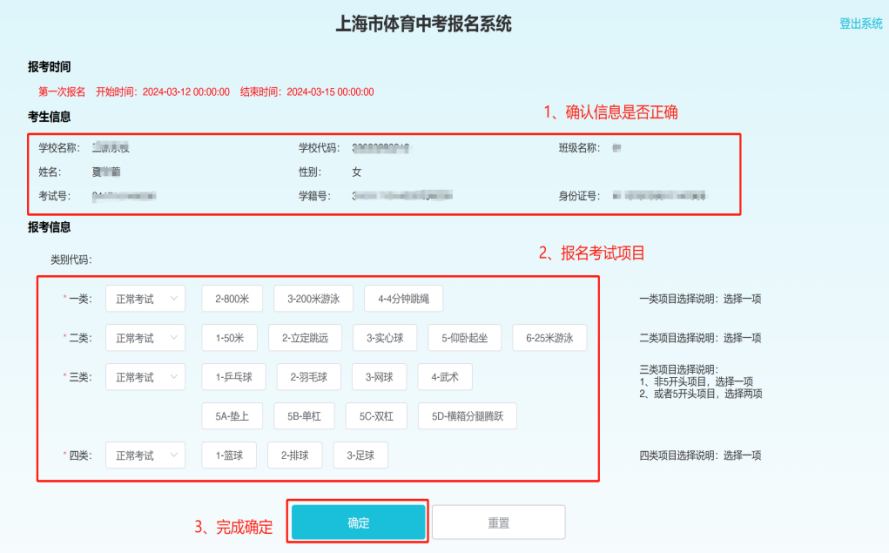 上海市体育中考报名系统
登出系统
报考时间
第一次报名 开始时间：2024-03-12 00:00:00 结束时间：2024-03-15 00:00:00
考生信息
1、确认信息是否正确
学校名称： 学校代码： 班级名称：
姓名： 夏 性别： 女
考试号： 学籍号： 身份证号：
报考信息
2、报名考试项目
类别代码：
*一类： 正常考试 2-800米 3-200米游泳 4-4分钟跳绳 一类项目选择说明：选择一项
*二类： 正常考试 1-50米 2-立定跳远 3-实心球 5-仰卧起坐 6-25米游泳 二类项目选择说明：选择一项
*三类： 正常考试 1-乒乓球 2-羽毛球 3-网球 4-武术
三类项目选择说明：
1、非5开头项目，选择一项
2、或者5开头项目，选择两项
5A-垫上 5B-单杠 5C-双杠 5D-横箱分腿腾跃
*四类： 正常考试 1-篮球 2-排球 3-足球 四类项目选择说明：选择一项
3、完成确定
确定 重置